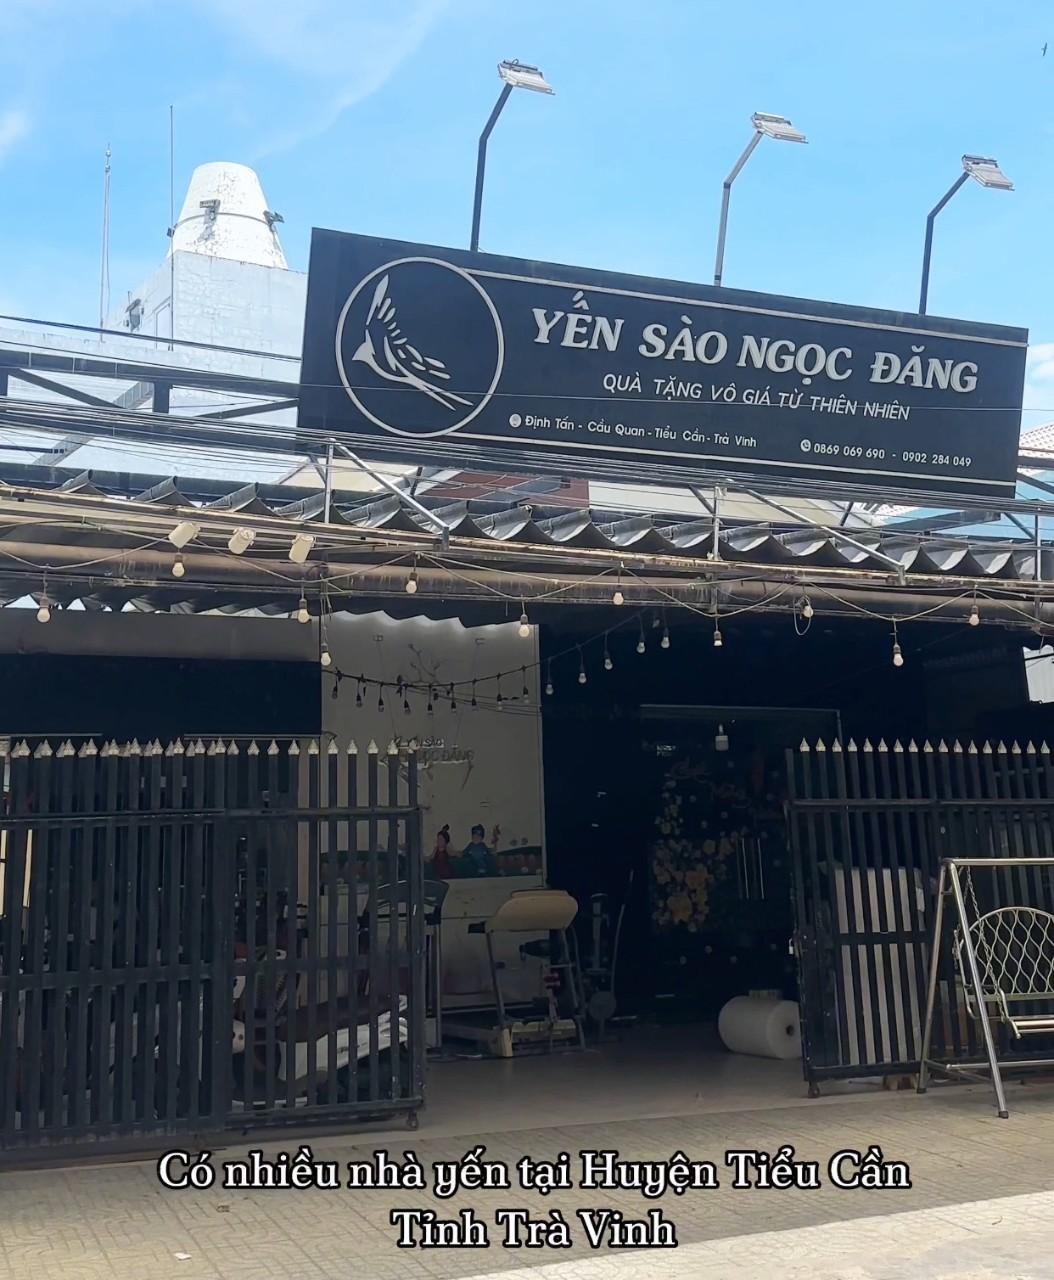 YẾN SÀO NGỌC ĐĂNG
QUÀ TẶNG VÔ GIÁ TỪ THIÊN NHIÊN
Định Tấn - Cầu Quan - Tiểu Cần - Trà Vinh
0869 069 690 - 0902 284 049
Có nhiều nhà yến tại Huyện Tiểu Cần
Tỉnh Trà Vinh